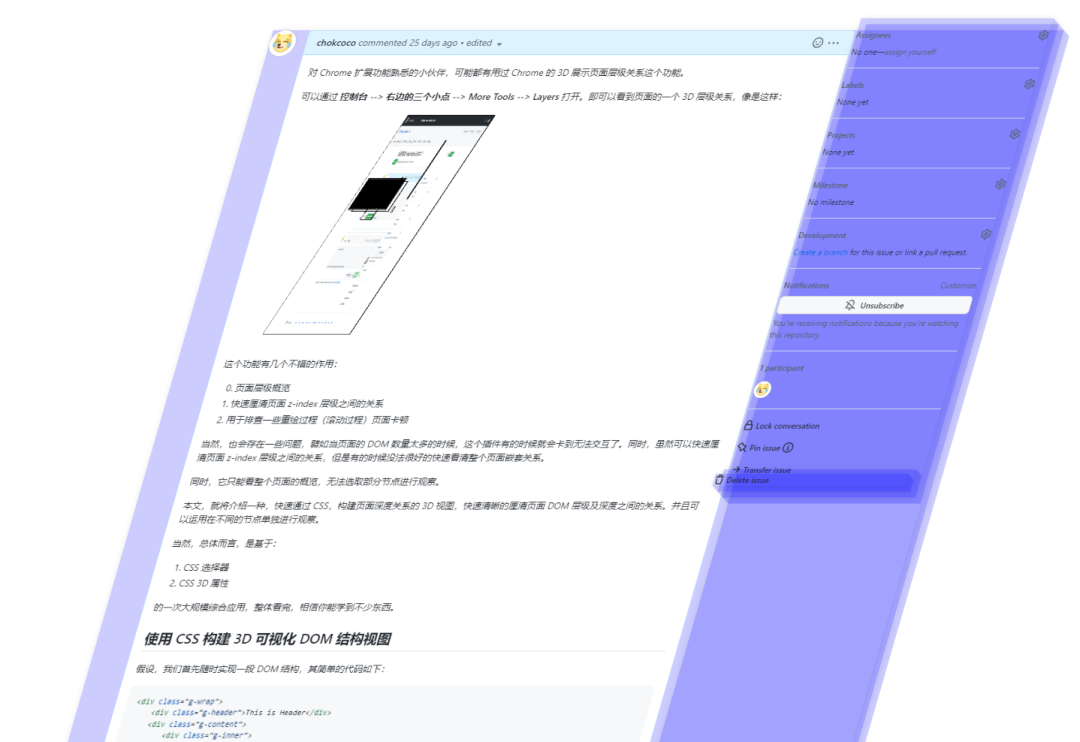 chokcoco commented 25 days ago • edited
对 Chrome 扩展功能熟悉的小伙伴，可能都有用过 Chrome 的 3D 展示页面层级关系这个功能。
可以通过 控制台 --> 右边的三个小点 --> More Tools --> Layers 打开。即可以看到页面的一个 3D 层级关系，像是这样：
这个功能有几个不错的作用：
0. 页面层级概览
1. 快速厘清页面 z-index 层级之间的关系
2. 用于排查一些重绘过程（滚动过程）页面卡顿
当然，也会存在一些问题，譬如当页面的 DOM 数量太多的时候，这个插件有的时候就会卡到无法交互了。同时，虽然可以快速厘
清页面 z-index 层级之间的关系，但是有的时候没法很好的快速看清整个页面嵌套关系。
同时，它只能看整个页面的概览，无法选取部分节点进行观察。
本文，就将介绍一种，快速通过 CSS，构建页面深度关系的 3D 视图，快速清晰的厘清页面 DOM 层级及深度之间的关系。并且可
以运用在不同的节点单独进行观察。
当然，总体而言，是基于：
1. CSS 选择器
2. CSS 3D 属性
的一次大规模综合应用，整体看完，相信你能学到不少东西。
使用 CSS 构建 3D 可视化 DOM 结构视图
假设，我们首先随时实现一段 DOM 结构，其简单的代码如下：
<div class="g-wrap">
<div class="g-header">This is Header</div>
<div class="g-content">
<div class="g-inner">
Assignees
No one—assign yourself
Labels
None yet
Projects
None yet
Milestone
No milestone
Development
Create a branch for this issue or link a pull request.
Notifications
Customize
Unsubscribe
You're receiving notifications because you're watching
this repository.
1 participant
Lock conversation
Pin issue
Transfer issue
Delete issue